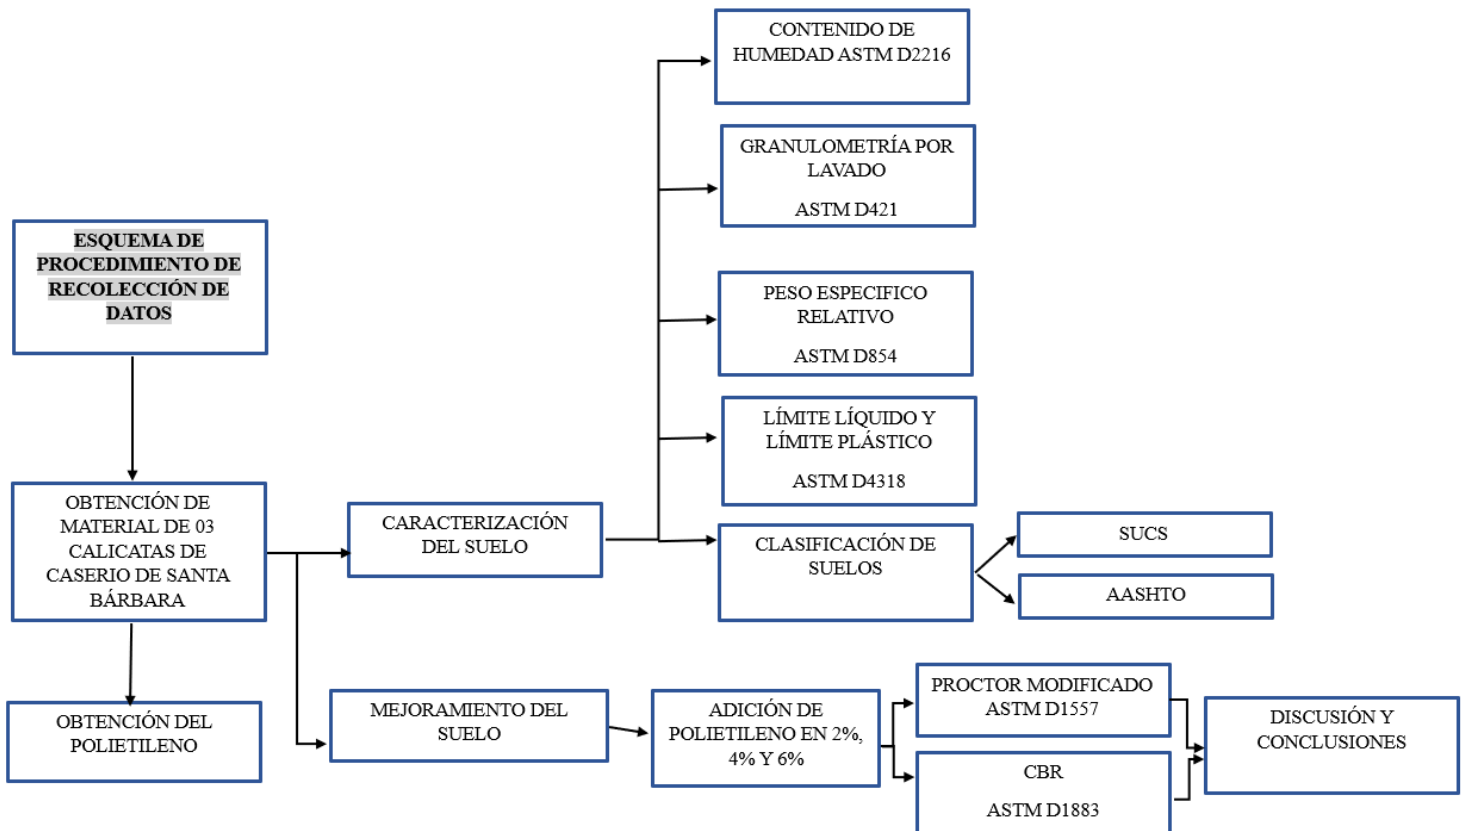 ESQUEMA DE
PROCEDIMIENTO DE
RECOLECCIÓN DE
DATOS
OBTENCIÓN DE
MATERIAL DE 03
CALICATAS DE
CASERIO DE SANTA
BÁRBARA
OBTENCIÓN DEL
POLIETILENO
CARACTERIZACIÓN
DEL SUELO
CONTENIDO DE
HUMEDAD ASTM D2216
GRANULOMETRÍA POR
LAVADO
ASTM D421
PESO ESPECIFICO
RELATIVO
ASTM D854
LÍMITE LÍQUIDO Y
LÍMITE PLÁSTICO
ASTM D4318
CLASIFICACIÓN DE
SUELOS
SUCS
AASHTO
MEJORAMIENTO DEL
SUELO
ADICIÓN DE
POLIETILENO EN 2%,
4% Y 6%
PROCTOR MODIFICADO
ASTM D1557
CBR
ASTM D1883
DISCUSIÓN Y
CONCLUSIONES